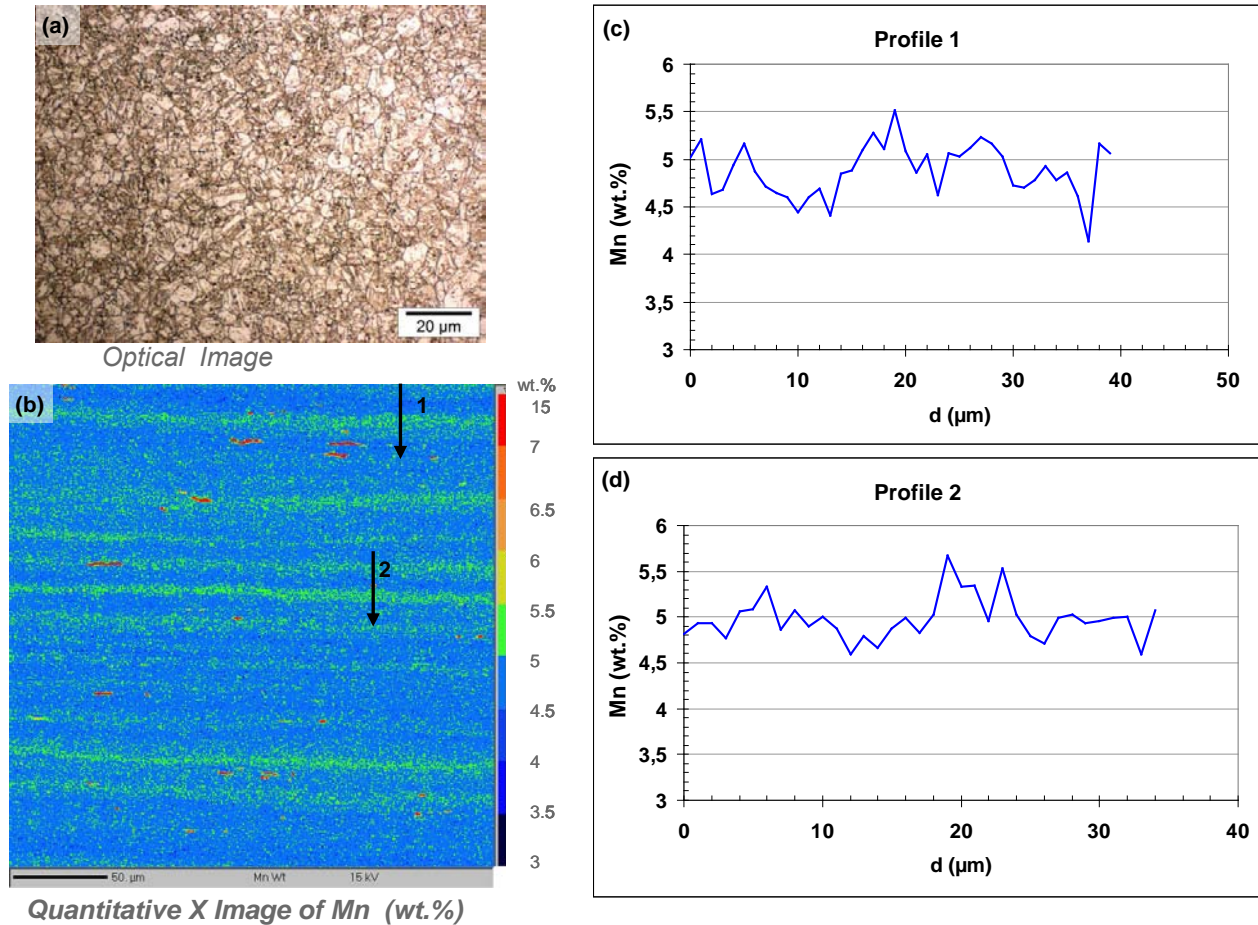 (a)
20 µm
Optical Image
(b)
1
2
wt.%
15
7
6.5
6
5.5
5
4.5
4
3.5
3
50. µm Mn Wt 15 kV
Quantitative X Image of Mn (wt.%)
(c)
Profile 1
Mn (wt.%)
6
5,5
5
4,5
4
3,5
3
0 10 20 30 40 50
d (µm)
(d)
Profile 2
Mn (wt.%)
6
5,5
5
4,5
4
3,5
3
0 10 20 30 40
d (µm)